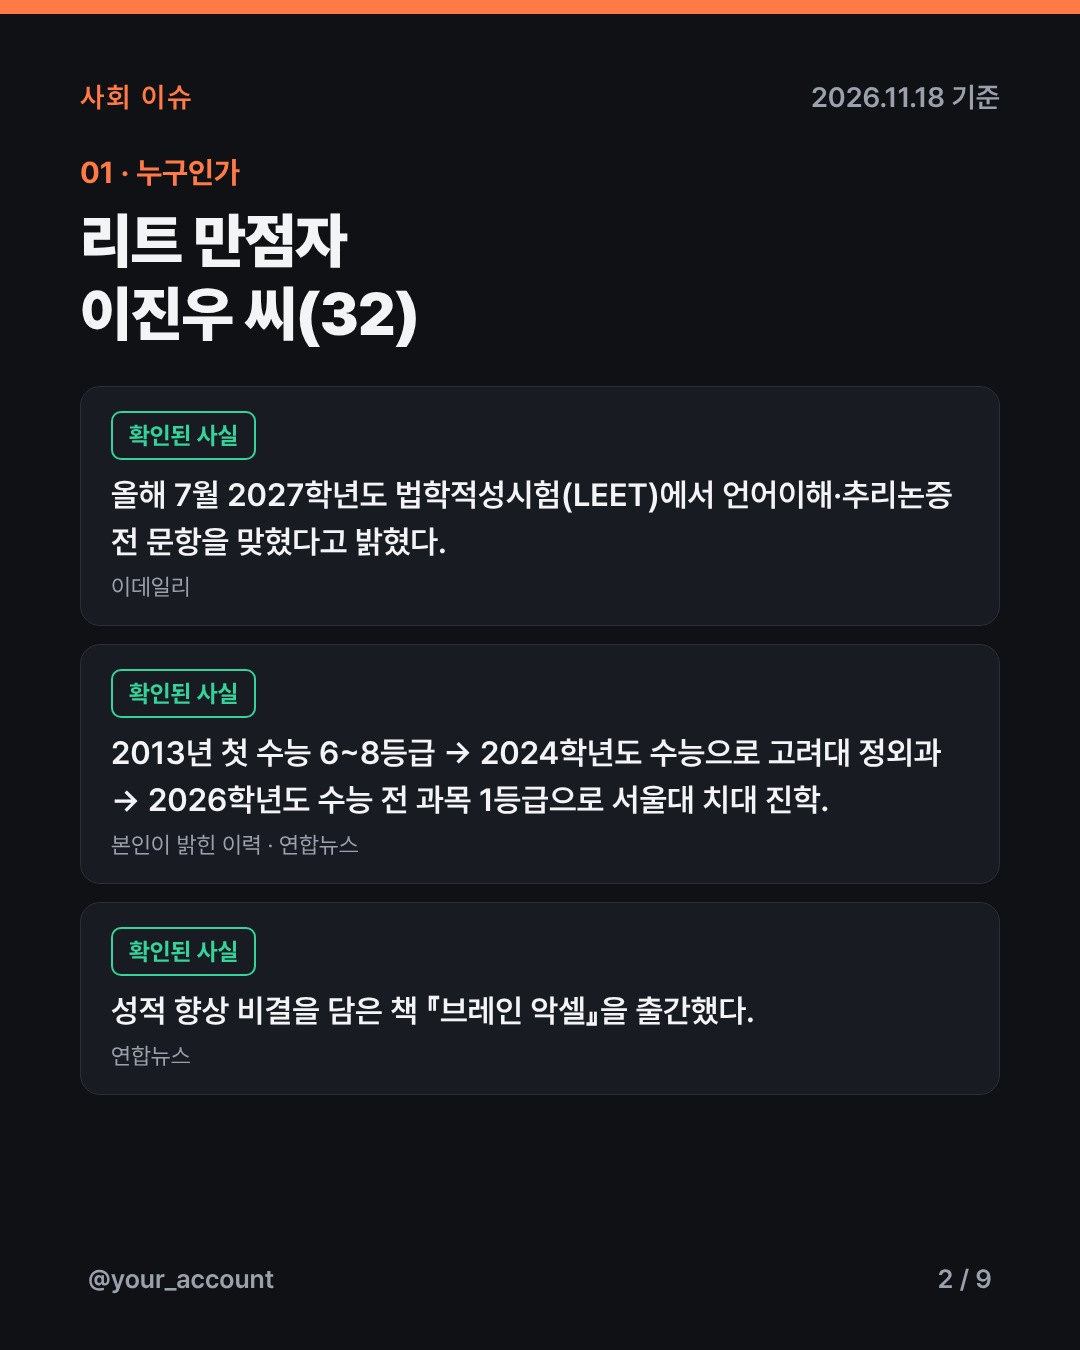 사회 이슈
2026.11.18 기준
01 · 누구인가
리트 만점자
이진우 씨(32)
확인된 사실
올해 7월 2027학년도 법학적성시험(LEET)에서 언어이해·추리논증
전 문항을 맞혔다고 밝혔다.
이데일리
확인된 사실
2013년 첫 수능 6~8등급 → 2024학년도 수능으로 고려대 정외과
→ 2026학년도 수능 전 과목 1등급으로 서울대 치대 진학.
본인이 밝힌 이력 · 연합뉴스
확인된 사실
성적 향상 비결을 담은 책 『브레인 악셀』을 출간했다.
연합뉴스
@your_account
2 / 9